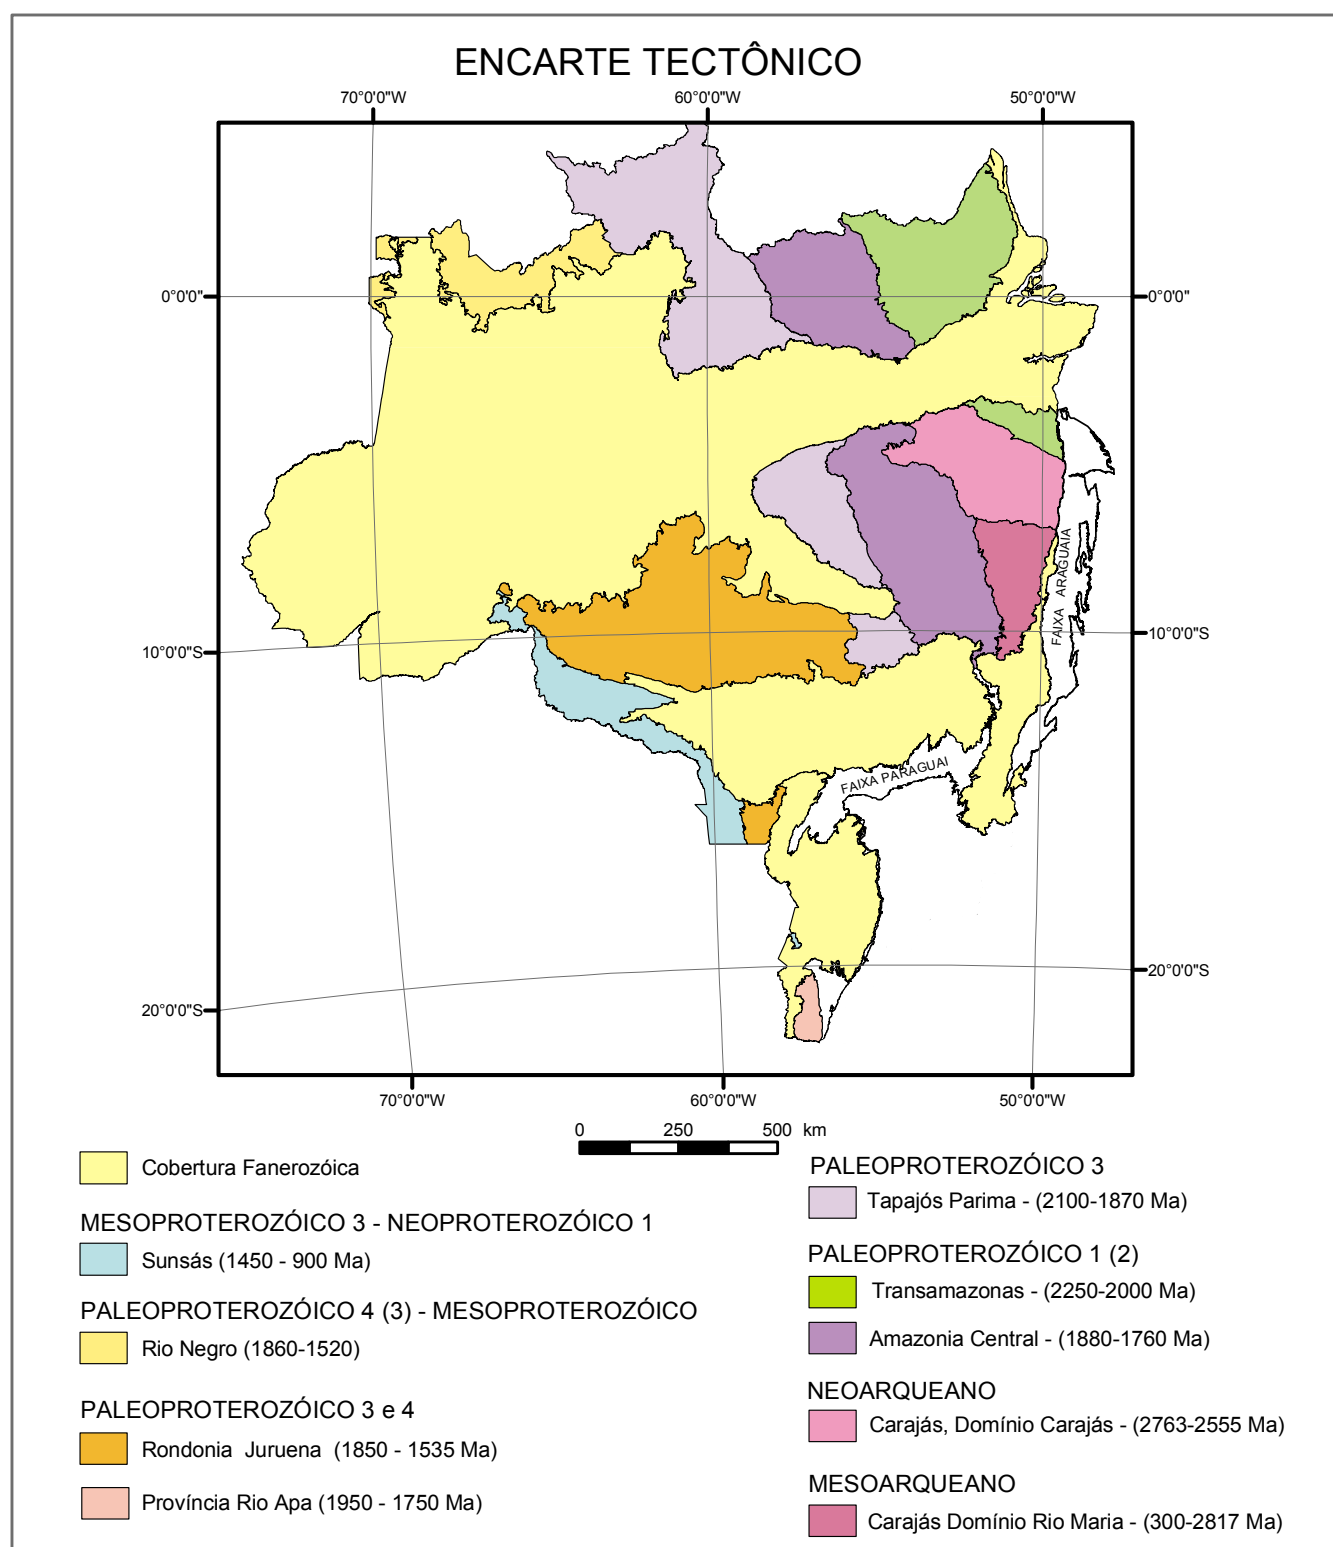 ENCARTE TECTÔNICO
70°0'0"W
60°0'0"W
50°0'0"W
0°0'0"
0°0'0"
FAIXA ARAGUAIA
10°0'0"S
10°0'0"S
FAIXA PARAGUAI
20°0'0"S
20°0'0"S
70°0'0"W
60°0'0"W
50°0'0"W
0 250 500 km
Cobertura Fanerozóica
MESOPROTEROZÓICO 3 - NEOPROTEROZÓICO 1
Sunsás (1450 - 900 Ma)
PALEOPROTEROZÓICO 4 (3) - MESOPROTEROZÓICO
Rio Negro (1860-1520)
PALEOPROTEROZÓICO 3 e 4
Rondonia Juruena (1850 - 1535 Ma)
Província Rio Apa (1950 - 1750 Ma)
PALEOPROTEROZÓICO 3
Tapajós Parima - (2100-1870 Ma)
PALEOPROTEROZÓICO 1 (2)
Transamazonas - (2250-2000 Ma)
Amazonia Central - (1880-1760 Ma)
NEOARQUEANO
Carajás, Domínio Carajás - (2763-2555 Ma)
MESOARQUEANO
Carajás Domínio Rio Maria - (300-2817 Ma)